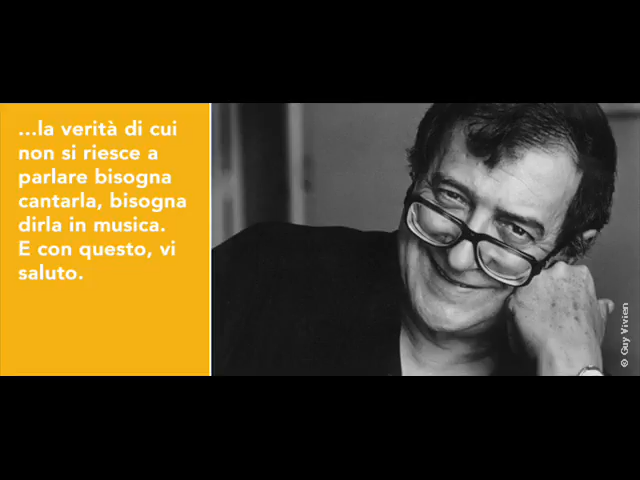 ...la verità di cui
non si riesce a
parlare bisogna
cantarla, bisogna
dirla in musica.
E con questo, vi
saluto.
© Guy Vivien